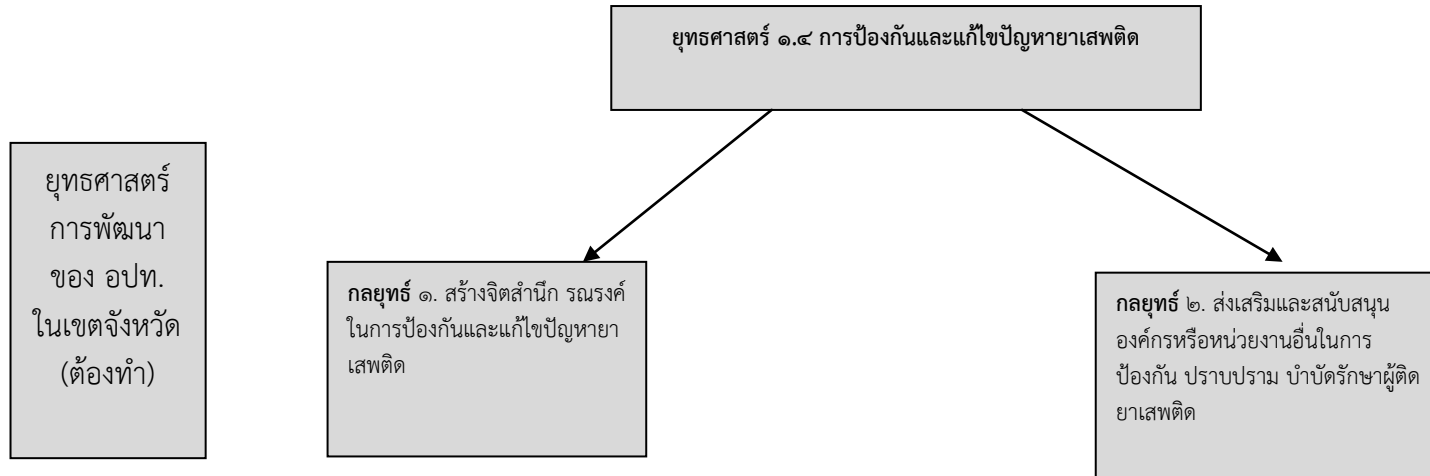 ยุทธศาสตร์ ๑.๔ การป้องกันและแก้ไขปัญหายาเสพติด
ยุทธศาสตร์
การพัฒนา
ของ อปท.
ในเขตจังหวัด
(ต้องทำ)
กลยุทธ์ ๑. สร้างจิตสำนึก รณรงค์
ในการป้องกันและแก้ไขปัญหายา
เสพติด
กลยุทธ์ ๒. ส่งเสริมและสนับสนุน
องค์กรหรือหน่วยงานอื่นในการ
ป้องกัน ปราบปราม บำบัดรักษาผู้ติด
ยาเสพติด